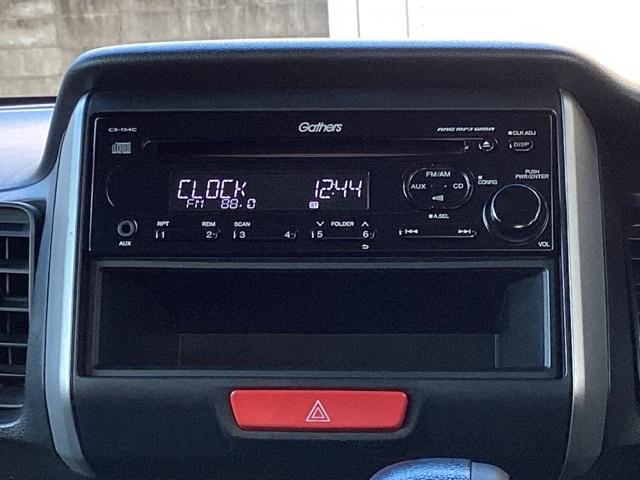 CX-154C Gathers AAC MP3 WMA CLK ADJ
DISP
PUSH
PWR/ENTER
FM/AM
AUX CD CONFIG
CLOCK 12:44
FM 88.0 ST
A.SEL
RPT RDM SCAN FOLDER
1 2 3 4 5 6
AUX VOL